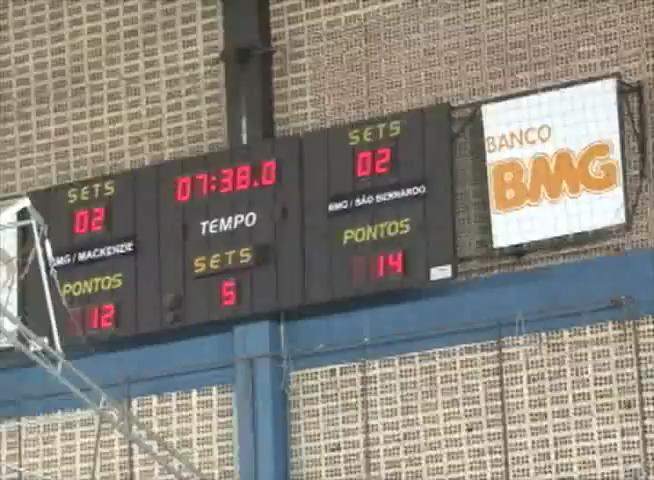 SETS
02
BMG / MACKENZIE
PONTOS
12
07:38.0
TEMPO
SETS
5
SETS
02
BMG / SÃO BERNARDO
PONTOS
14
BANCO
BMG